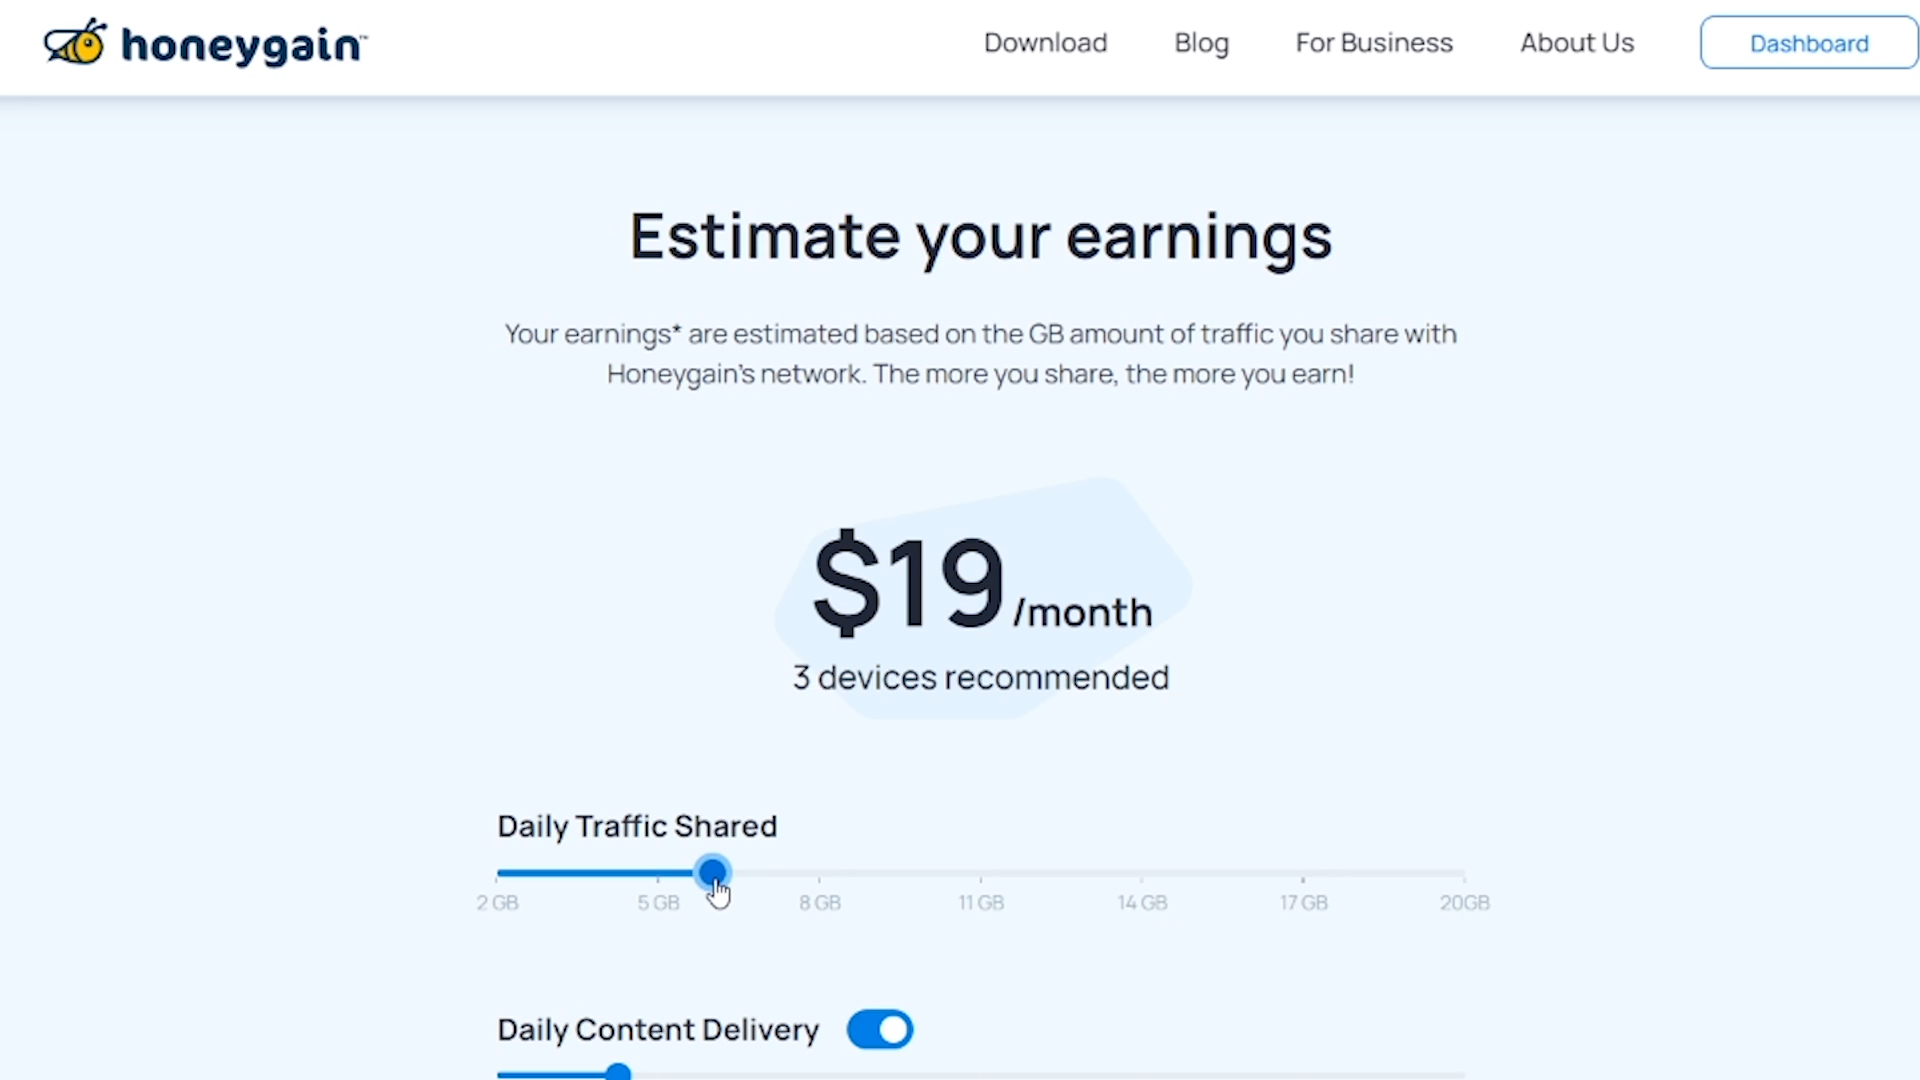 honeygain™
Download
Blog
For Business
About Us
Dashboard
Estimate your earnings
Your earnings* are estimated based on the GB amount of traffic you share with
Honeygain's network. The more you share, the more you earn!
$19 /month
3 devices recommended
Daily Traffic Shared
2 GB
5 GB
8 GB
11 GB
14 GB
17 GB
20GB
Daily Content Delivery